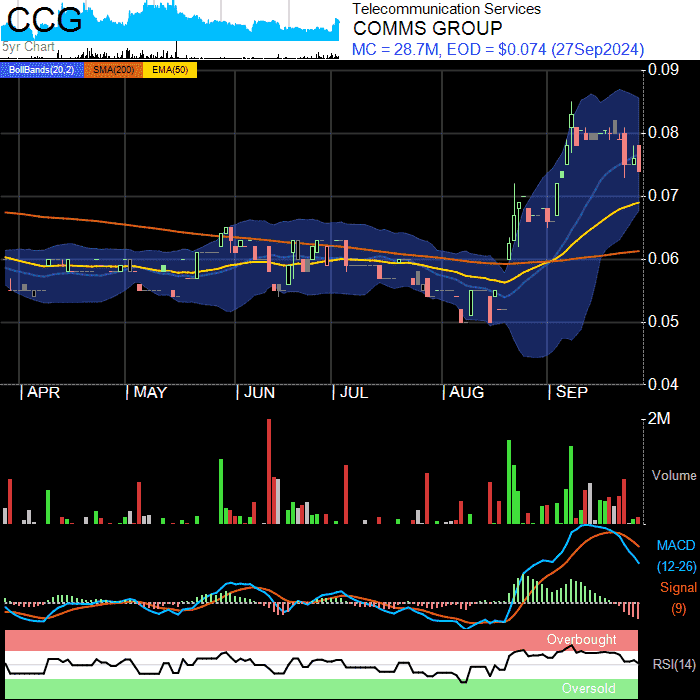 CCG
5yr Chart
Telecommunication Services
COMMS GROUP
MC = 28.7M, EOD = $0.074 (27Sep2024)
BollBands(20,2) SMA(200) EMA(50)
0.09
0.08
0.07
0.06
0.05
0.04
APR MAY JUN JUL AUG SEP
2M
Volume
MACD
(12-26)
Signal
(9)
Overbought
RSI(14)
Oversold